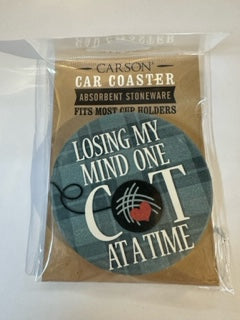 CARSON®
CAR COASTER
ABSORBENT STONEWARE
FITS MOST CUP HOLDERS
LOSING MY
MIND ONE
C T
AT A TIME